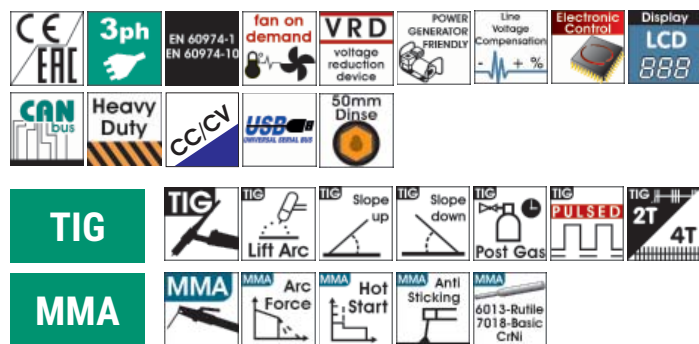 CE
EAC
3ph
EN 60974-1
EN 60974-10
fan on
demand
VRD
voltage
reduction
device
POWER
GENERATOR
FRIENDLY
Line
Voltage
Compensation
- + %
Electronic
Control
Display
LCD
888
CAN
bus
Heavy
Duty
CC/CV
USB
UNIVERSAL SERIAL BUS
50mm
Dinse
TIG
TIG
TIG
Lift Arc
TIG
Slope
up
TIG
Slope
down
TIG
Post Gas
TIG
PULSED
TIG
2T
4T
MMA
MMA
MMA
Arc
Force
MMA
Hot
Start
MMA
Anti
Sticking
MMA
6013-Rutile
7018-Basic
CrNi